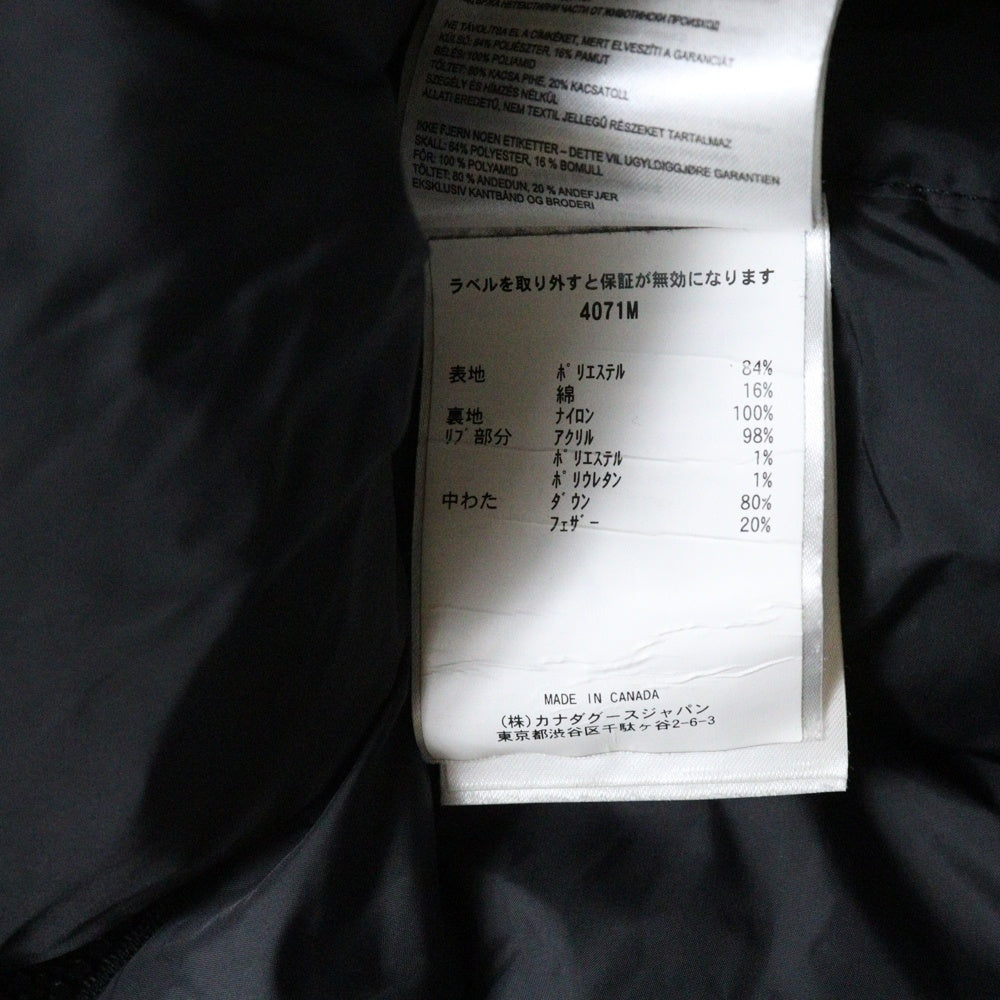 НЕТЕКСТИЛНИ ЧАСТИ ОТ ЖИВОТИНСКИ ПРОИЗХОД
NE TÁVOLÍTSA EL A CÍMKÉKET, MERT ELVESZÍTI A GARANCIÁT
KÜLSŐ: 84% POLIÉSZTER, 16% PAMUT
BÉLÉS: 100% POLIAMID
TÖLTET: 80% KACSA PIHE, 20% KACSATOLL
SZEGÉLY ÉS HÍMZÉS NÉLKÜL
ÁLLATI EREDETŰ, NEM TEXTIL JELLEGŰ RÉSZEKET TARTALMAZ
IKKE FJERN NOEN ETIKETTER – DETTE VIL UGYLDIGGJØRE GARANTIEN
SKALL: 84% POLYESTER, 16 % BOMULL
FÔR: 100 % POLYAMID
TÖLTET: 80 % ANDEDUN, 20 % ANDEFJÆR
EKSKLUSIV KANTBÅND OG BRODERI
ラベルを取り外すと保証が無効になります
4071M
表地 ポリエステル 84%
綿 16%
裏地 ナイロン 100%
リブ部分 アクリル 98%
ポリエステル 1%
ポリウレタン 1%
中わた ダウン 80%
フェザー 20%
MADE IN CANADA
(株)カナダグースジャパン
東京都渋谷区千駄ヶ谷2-6-3